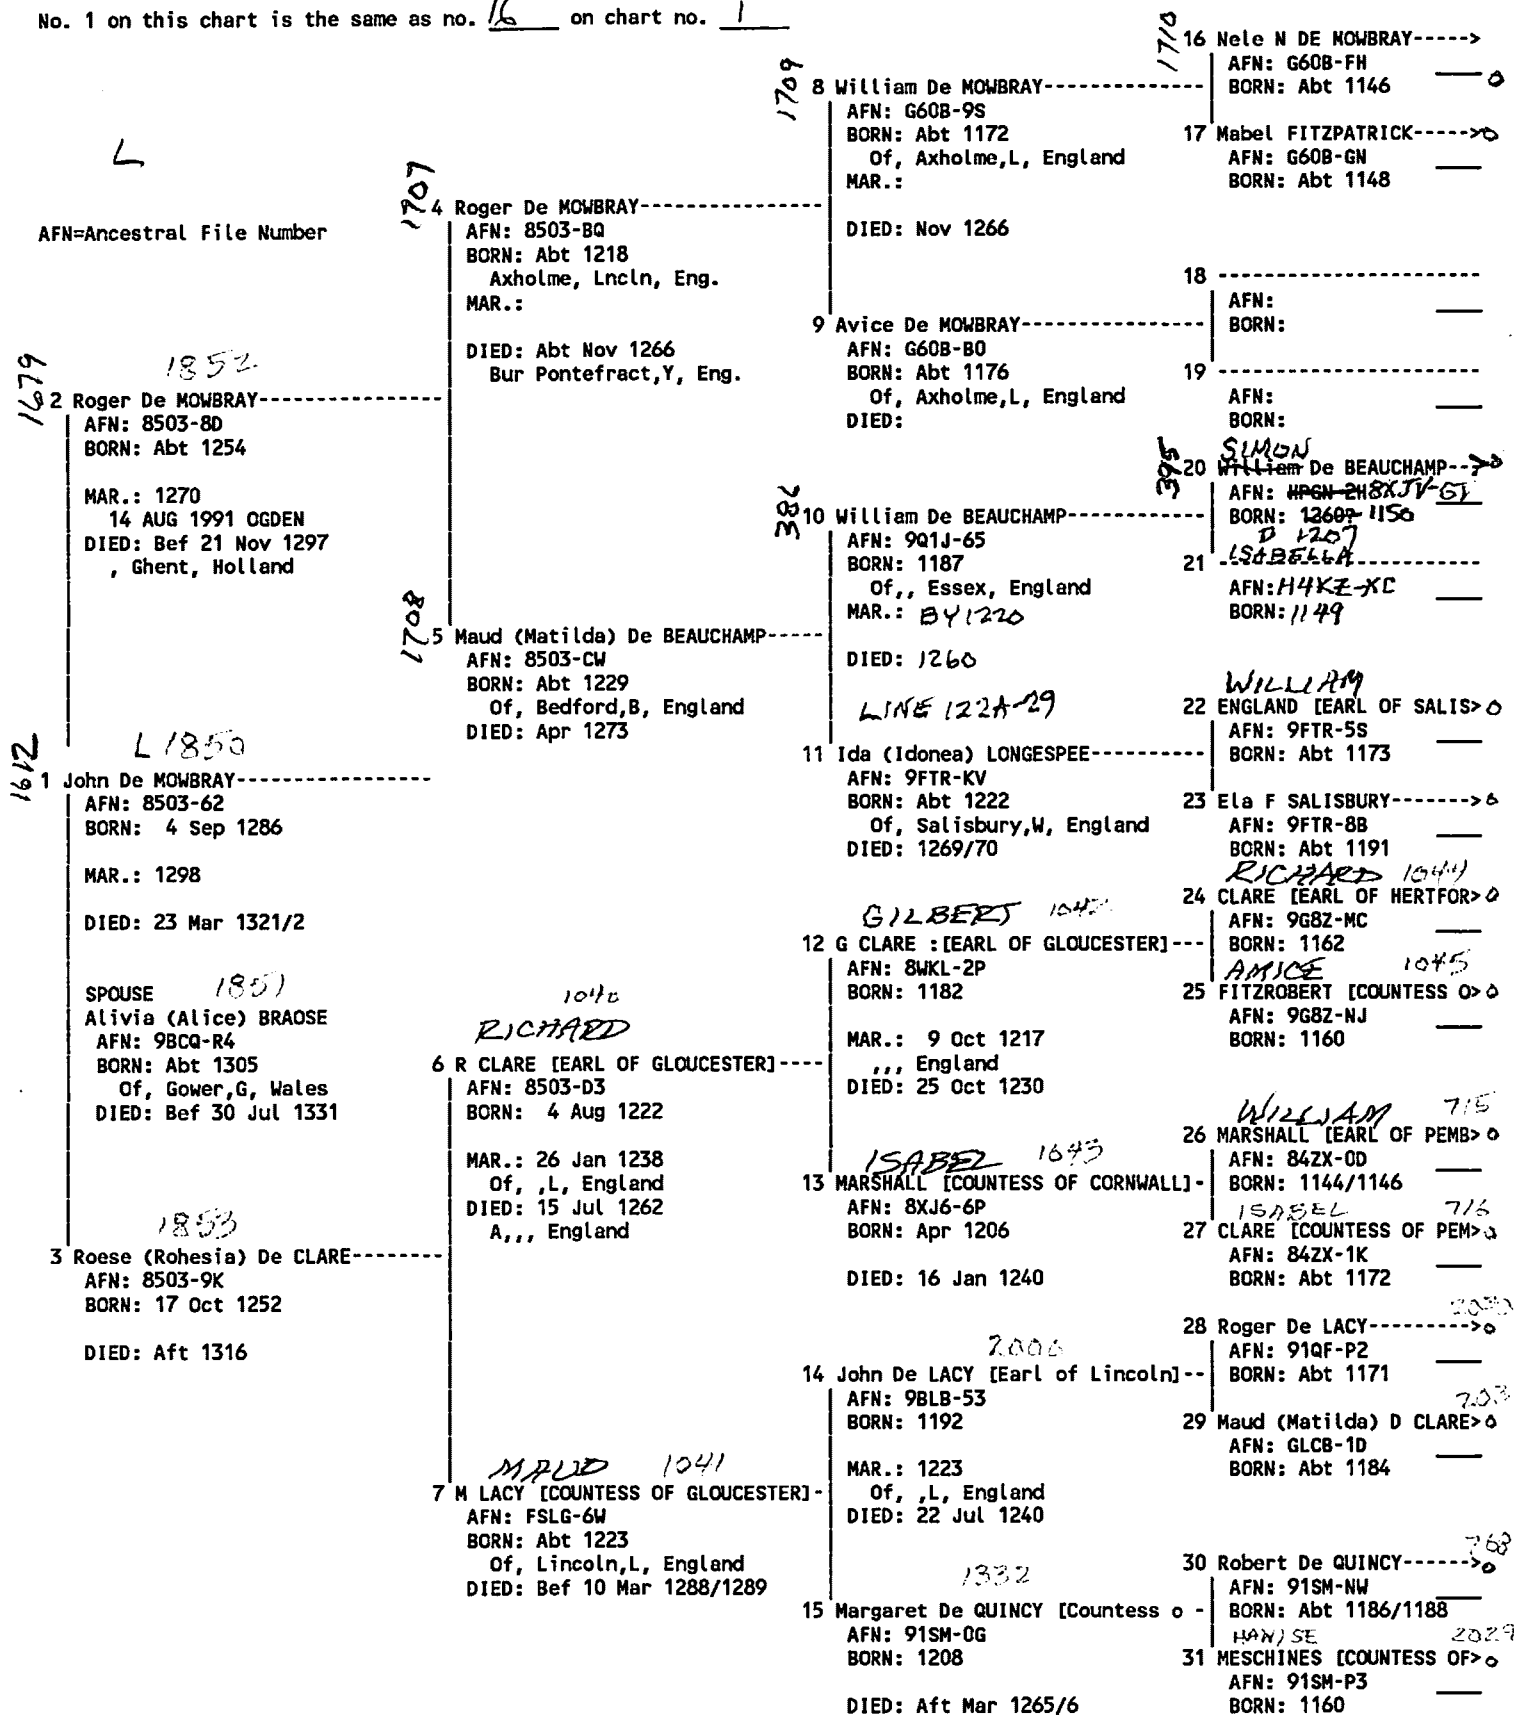 No. 1 on this chart is the same as no. 16 on chart no. 1
L
AFN=Ancestral File Number
1612
L 1850
1 John De MOWBRAY----------------
AFN: 8503-62
BORN: 4 Sep 1286
MAR.: 1298
DIED: 23 Mar 1321/2
SPOUSE 1851
Alivia (Alice) BRAOSE
AFN: 9BCQ-R4
BORN: Abt 1305
Of, Gower,G, Wales
DIED: Bef 30 Jul 1331
1679
1852
2 Roger De MOWBRAY---------------
AFN: 8503-8D
BORN: Abt 1254
MAR.: 1270
14 AUG 1991 OGDEN
DIED: Bef 21 Nov 1297
, Ghent, Holland
1853
3 Roese (Rohesia) De CLARE-------
AFN: 8503-9K
BORN: 17 Oct 1252
DIED: Aft 1316
1707
4 Roger De MOWBRAY---------------
AFN: 8503-BQ
BORN: Abt 1218
Axholme, Lncln, Eng.
MAR.:
DIED: Abt Nov 1266
Bur Pontefract,Y, Eng.
1708
5 Maud (Matilda) De BEAUCHAMP-----
AFN: 8503-CW
BORN: Abt 1229
Of, Bedford,B, England
DIED: Apr 1273
1040
RICHARD
6 R CLARE [EARL OF GLOUCESTER]----
AFN: 8503-D3
BORN: 4 Aug 1222
MAR.: 26 Jan 1238
Of, ,L, England
DIED: 15 Jul 1262
A,,, England
MAUD 1041
7 M LACY [COUNTESS OF GLOUCESTER]-
AFN: FSLG-6W
BORN: Abt 1223
Of, Lincoln,L, England
DIED: Bef 10 Mar 1288/1289
1709
8 William De MOWBRAY-------------
AFN: G60B-9S
BORN: Abt 1172
Of, Axholme,L, England
MAR.:
DIED: Nov 1266
9 Avice De MOWBRAY---------------
AFN: G60B-B0
BORN: Abt 1176
Of, Axholme,L, England
DIED:
386
10 William De BEAUCHAMP-----------
AFN: 9Q1J-65
BORN: 1187
Of,, Essex, England
MAR.: BY 1220
DIED: 1260
LINE 122A-29
11 Ida (Idonea) LONGESPEE---------
AFN: 9FTR-KV
BORN: Abt 1222
Of, Salisbury,W, England
DIED: 1269/70
GILBERT 1042
12 G CLARE :[EARL OF GLOUCESTER]---
AFN: 8WKL-2P
BORN: 1182
MAR.: 9 Oct 1217
,,, England
DIED: 25 Oct 1230
ISABEL 1043
13 MARSHALL [COUNTESS OF CORNWALL]-
AFN: 8XJ6-6P
BORN: Apr 1206
DIED: 16 Jan 1240
2000
14 John De LACY [Earl of Lincoln]--
AFN: 9BLB-53
BORN: 1192
MAR.: 1223
Of, ,L, England
DIED: 22 Jul 1240
1332
15 Margaret De QUINCY [Countess o -
AFN: 91SM-0G
BORN: 1208
DIED: Aft Mar 1265/6
1710
16 Nele N DE MOWBRAY----->
AFN: G60B-FH
BORN: Abt 1146
17 Mabel FITZPATRICK----->
AFN: G60B-GN
BORN: Abt 1148
18 ----------------------
AFN:
BORN:
19 ----------------------
AFN:
BORN:
395
SIMON
20 William De BEAUCHAMP-->
AFN: HPGN-2H 8XJV-GT
BORN: 1260? 1150
D 1207
ISABELLA
21 ----------------------
AFN: H4KZ-XC
BORN: 1149
WILLIAM
22 ENGLAND [EARL OF SALIS>
AFN: 9FTR-5S
BORN: Abt 1173
23 Ela F SALISBURY------->
AFN: 9FTR-8B
BORN: Abt 1191
RICHARD 1044
24 CLARE [EARL OF HERTFOR>
AFN: 9G8Z-MC
BORN: 1162
AMICE 1045
25 FITZROBERT [COUNTESS O>
AFN: 9G8Z-NJ
BORN: 1160
WILLIAM 715
26 MARSHALL [EARL OF PEMB>
AFN: 84ZX-0D
BORN: 1144/1146
ISABEL 716
27 CLARE [COUNTESS OF PEM>
AFN: 84ZX-1K
BORN: Abt 1172
28 Roger De LACY-------->
AFN: 91QF-P2
BORN: Abt 1171
203
29 Maud (Matilda) D CLARE>
AFN: GLCB-1D
BORN: Abt 1184
768
30 Robert De QUINCY------>
AFN: 91SM-NW
BORN: Abt 1186/1188
HAWISE 2029
31 MESCHINES [COUNTESS OF>
AFN: 91SM-P3
BORN: 1160